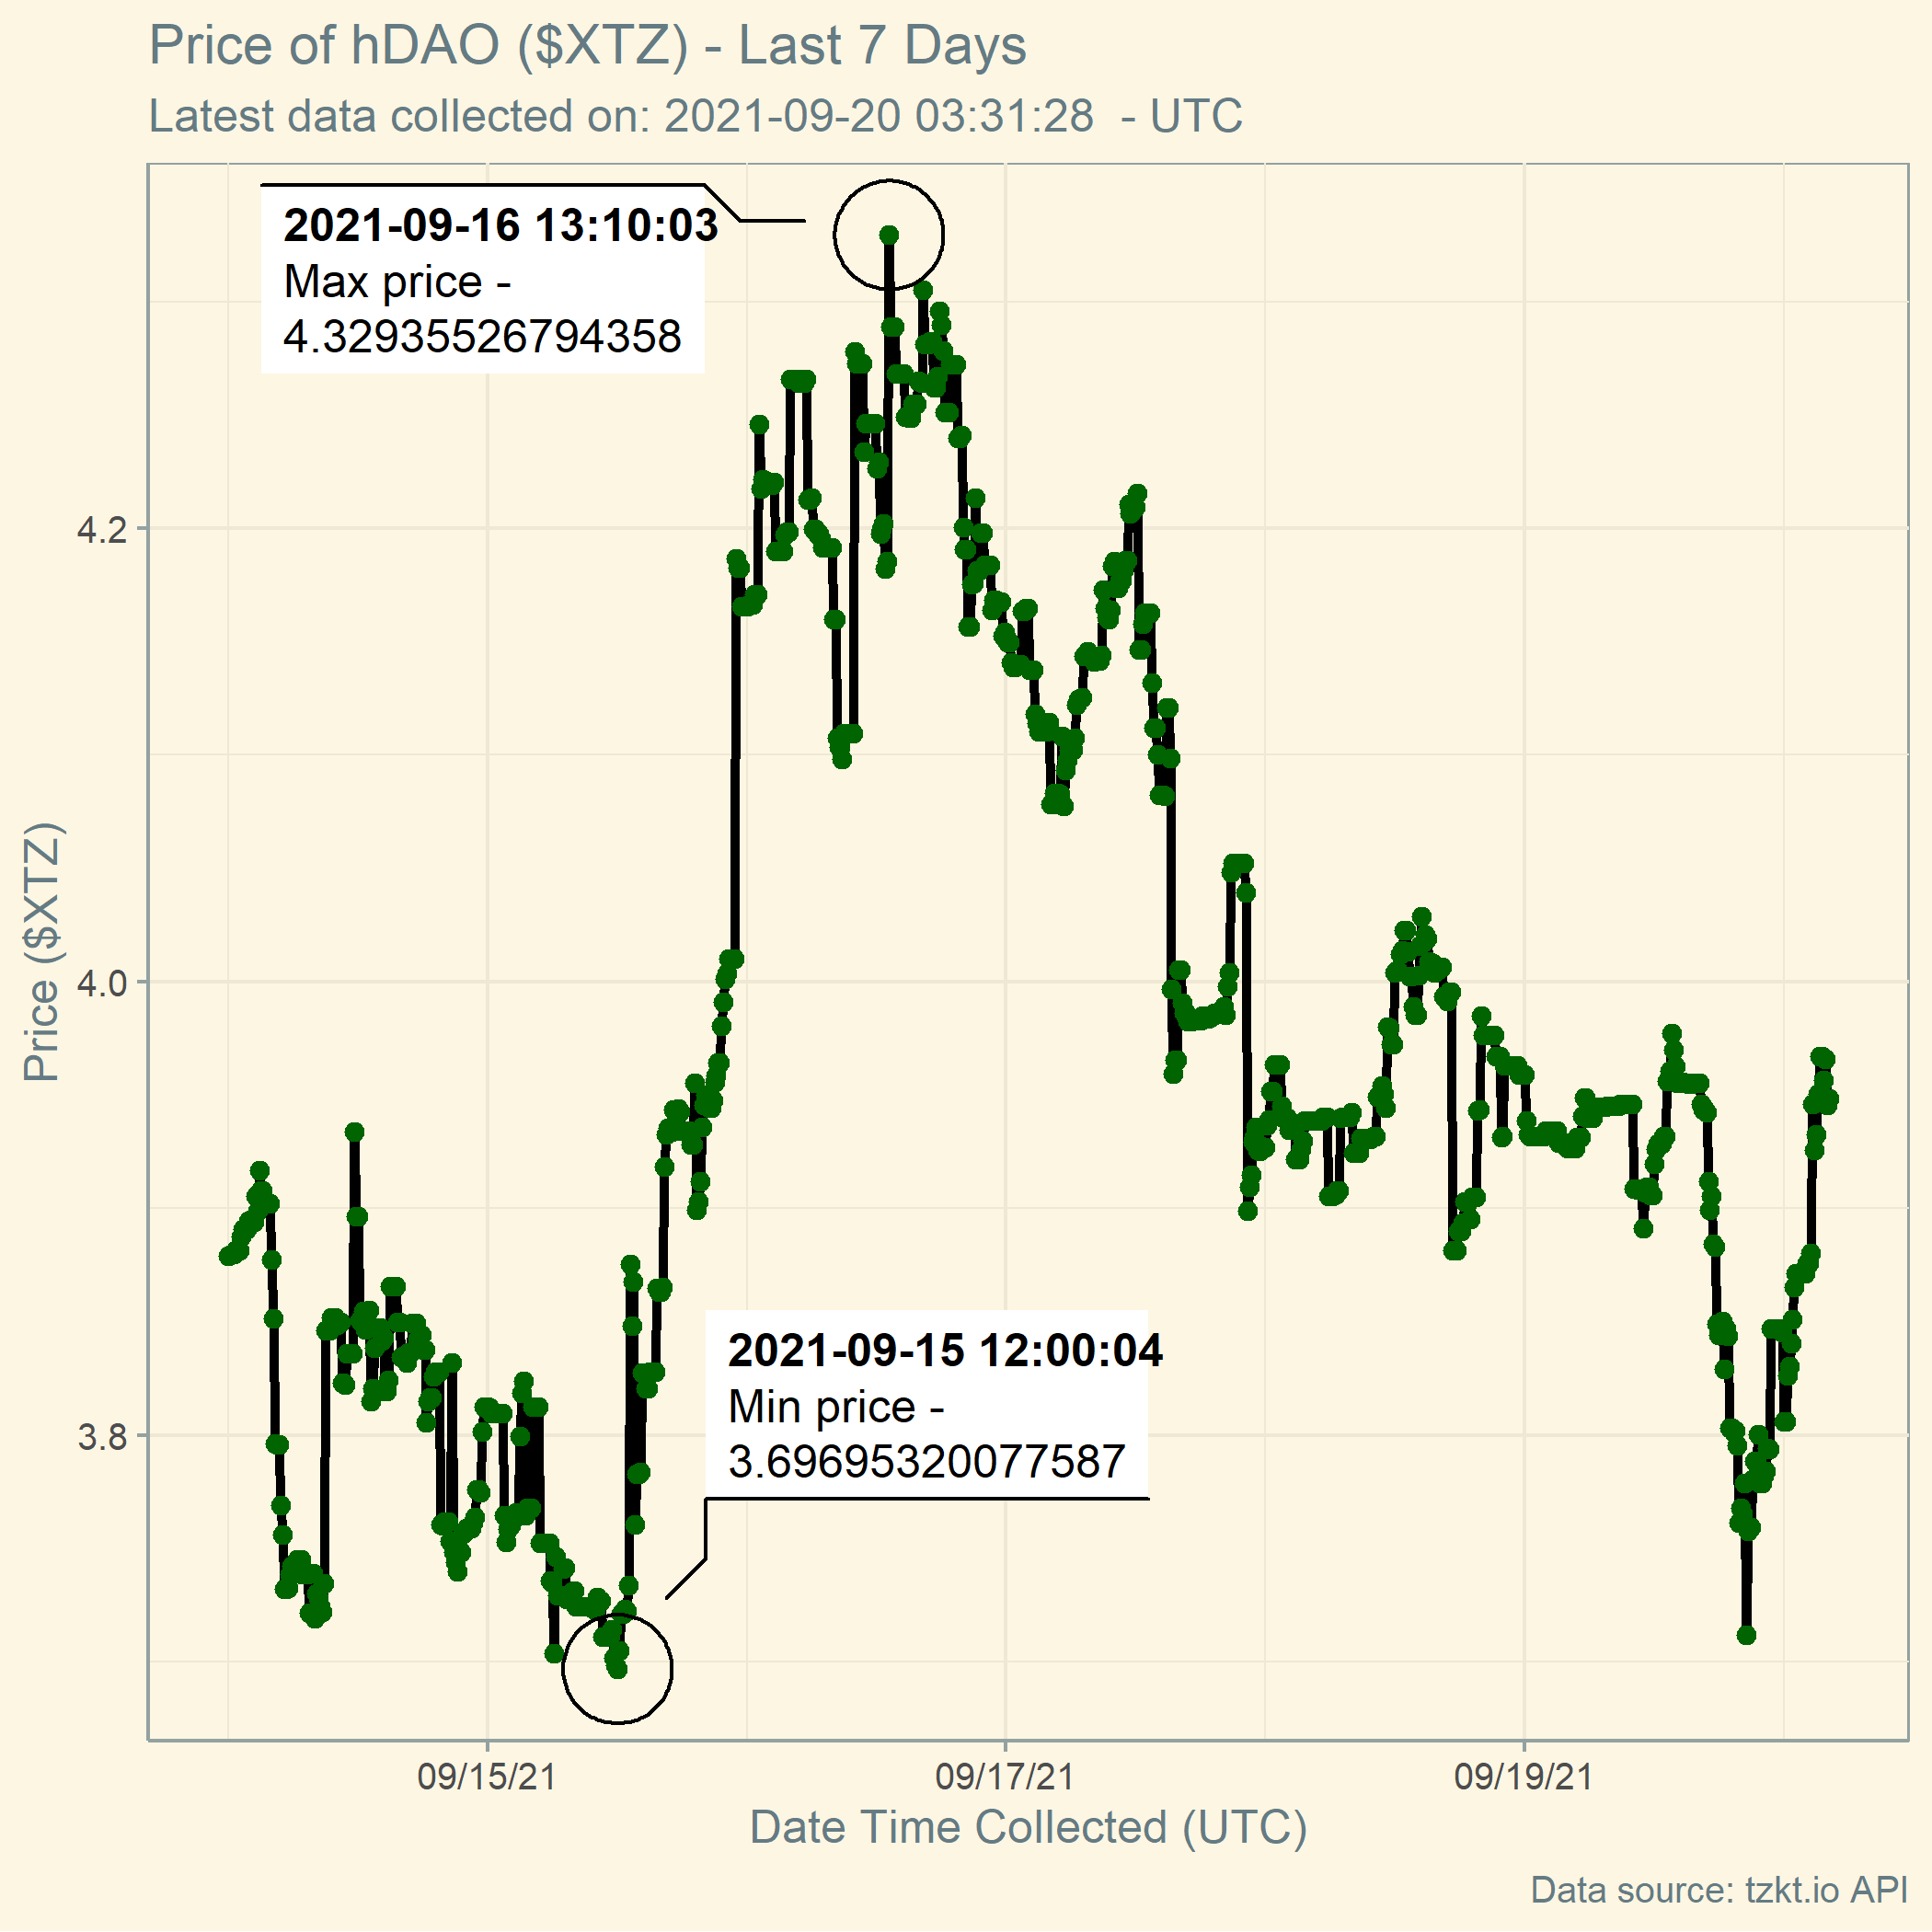 Price of hDAO ($XTZ) - Last 7 Days
Latest data collected on: 2021-09-20 03:31:28  - UTC
2021-09-16 13:10:03
Max price -
4.32935526794358
2021-09-15 12:00:04
Min price -
3.69695320077587
Price ($XTZ)
4.2
4.0
3.8
09/15/21
09/17/21
09/19/21
Date Time Collected (UTC)
Data source: tzkt.io API